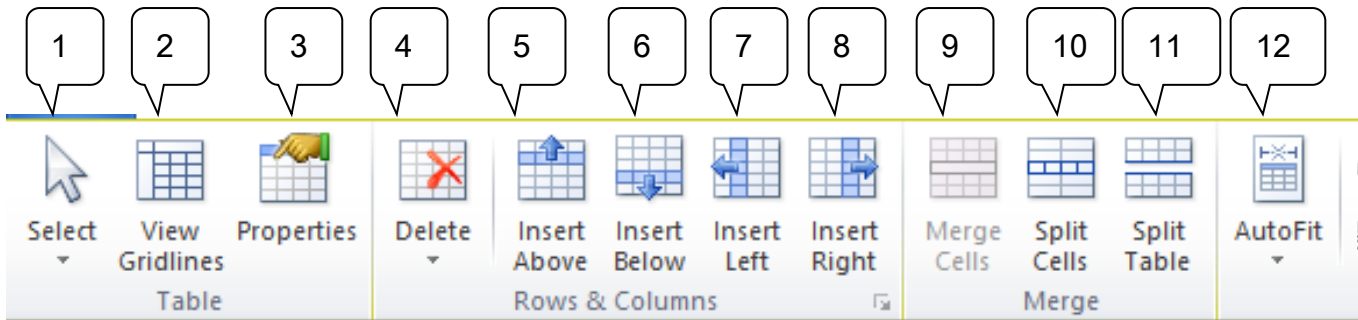 1 2 3 4 5 6 7 8 9 10 11 12
Select View Properties Delete Insert Insert Insert Insert Merge Split Split AutoFit
Gridlines Above Below Left Right Cells Cells Table
Table Rows & Columns Merge